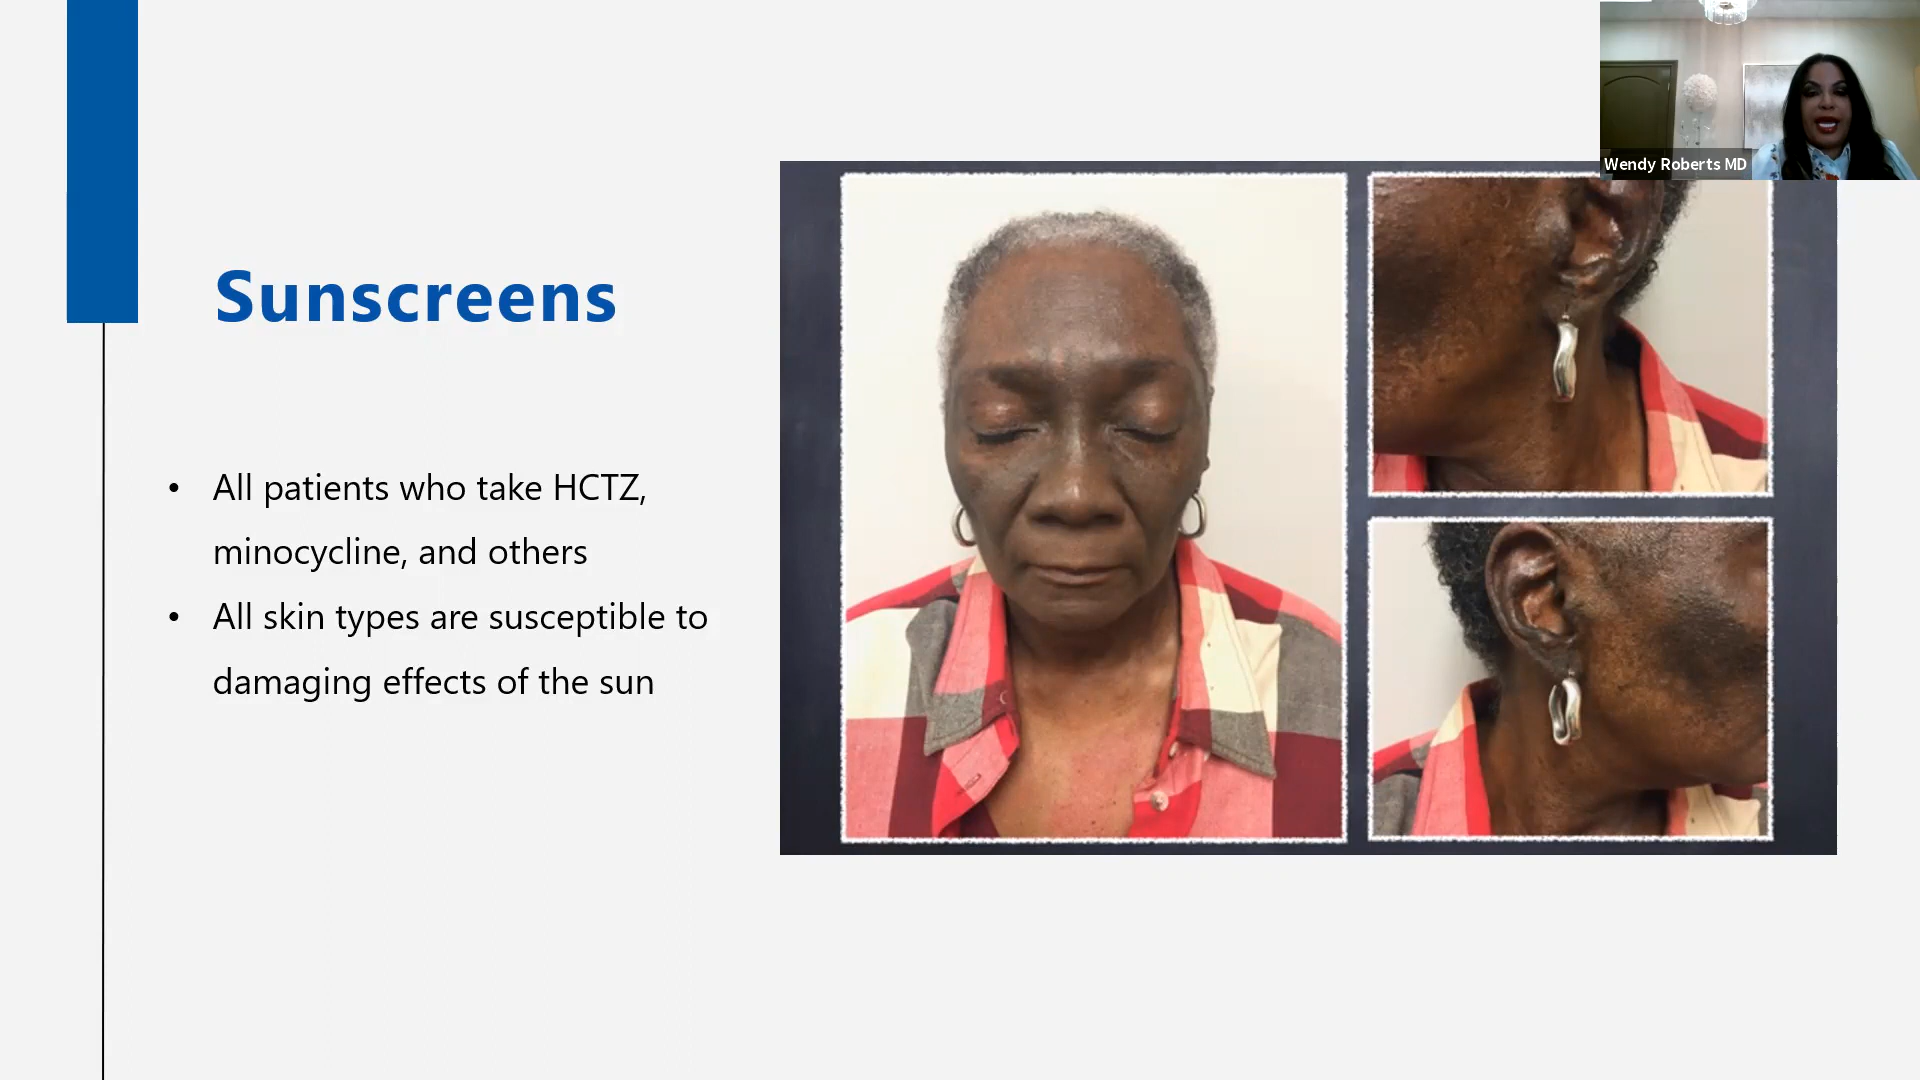 Wendy Roberts MD
Sunscreens
• All patients who take HCTZ,
minocycline, and others
• All skin types are susceptible to
damaging effects of the sun